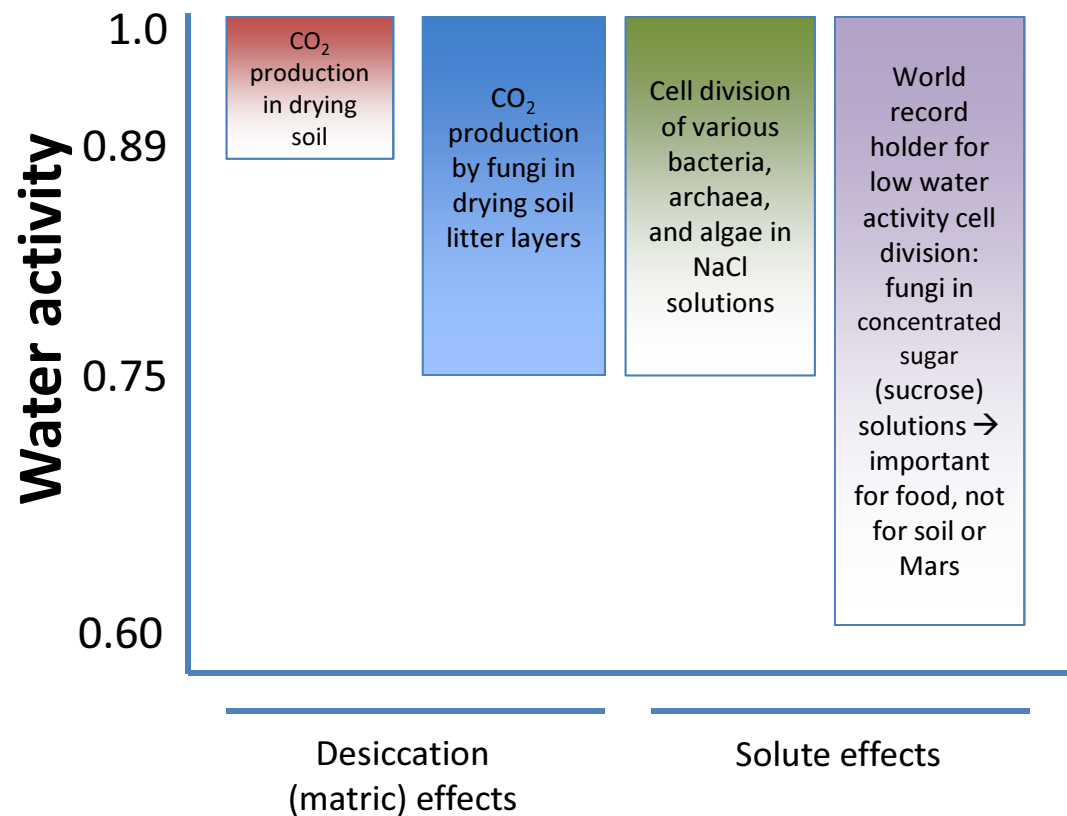 Water activity
1.0
0.89
0.75
0.60
CO₂
production
in drying
soil
CO₂
production
by fungi in
drying soil
litter layers
Cell division
of various
bacteria,
archaea,
and algae in
NaCl
solutions
World
record
holder for
low water
activity cell
division:
fungi in
concentrated
sugar
(sucrose)
solutions →
important
for food, not
for soil or
Mars
Desiccation
(matric) effects
Solute effects